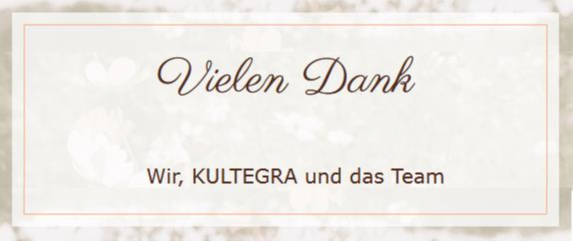 Vielen Dank
Wir, KULTEGRA und das Team